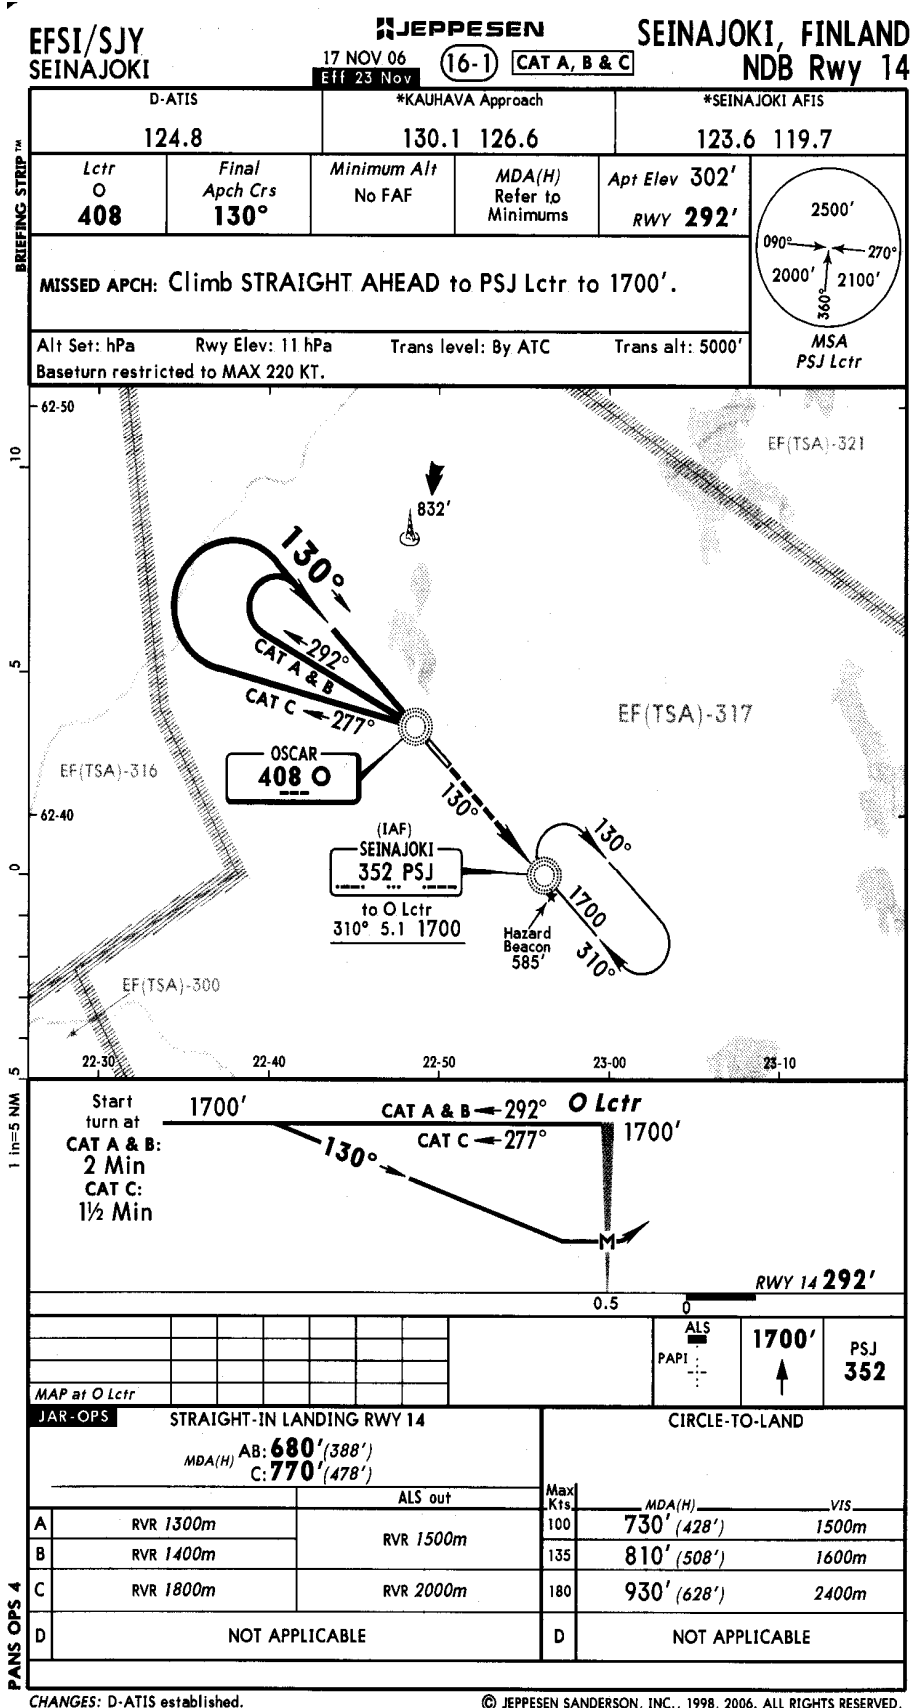 EFSI/SJY
SEINAJOKI
JEPPESEN
17 NOV 06
Eff 23 Nov
16-1
CAT A, B & C
SEINAJOKI, FINLAND
NDB Rwy 14
BRIEFING STRIP™
D-ATIS
124.8
*KAUHAVA Approach
130.1 126.6
*SEINAJOKI AFIS
123.6 119.7
Lctr
O
408
Final
Apch Crs
130°
Minimum Alt
No FAF
MDA(H)
Refer to
Minimums
Apt Elev 302'
RWY 292'
MISSED APCH: Climb STRAIGHT AHEAD to PSJ Lctr to 1700'.
2500'
090°
270°
2000'
2100'
360°
MSA
PSJ Lctr
Alt Set: hPa Rwy Elev: 11 hPa Trans level: By ATC Trans alt: 5000'
Baseturn restricted to MAX 220 KT.
62-50
EF(TSA)-321
10
832'
130°
292°
CAT A & B
CAT C 277°
5
EF(TSA)-317
OSCAR
408 O
EF(TSA)-316
62-40
130°
(IAF)
SEINAJOKI
352 PSJ
to O Lctr
310° 5.1 1700
0
130°
1700
310°
Hazard
Beacon
585'
EF(TSA)-300
22-30
22-40
22-50
23-00
23-10
5
1 in=5 NM
Start
turn at
CAT A & B:
2 Min
CAT C:
1½ Min
1700'
CAT A & B 292°
CAT C 277°
O Lctr
1700'
130°
M
RWY 14 292'
0.5
0
MAP at O Lctr
ALS
PAPI
1700'
PSJ
352
JAR-OPS
STRAIGHT-IN LANDING RWY 14
MDA(H) AB: 680' (388')
C: 770' (478')
ALS out
A
RVR 1300m
RVR 1500m
B
RVR 1400m
C
RVR 1800m
RVR 2000m
D
NOT APPLICABLE
CIRCLE-TO-LAND
Max
Kts
MDA(H)
VIS
100 730' (428') 1500m
135 810' (508') 1600m
180 930' (628') 2400m
D NOT APPLICABLE
PANS OPS 4
CHANGES: D-ATIS established.
© JEPPESEN SANDERSON, INC., 1998, 2006. ALL RIGHTS RESERVED.